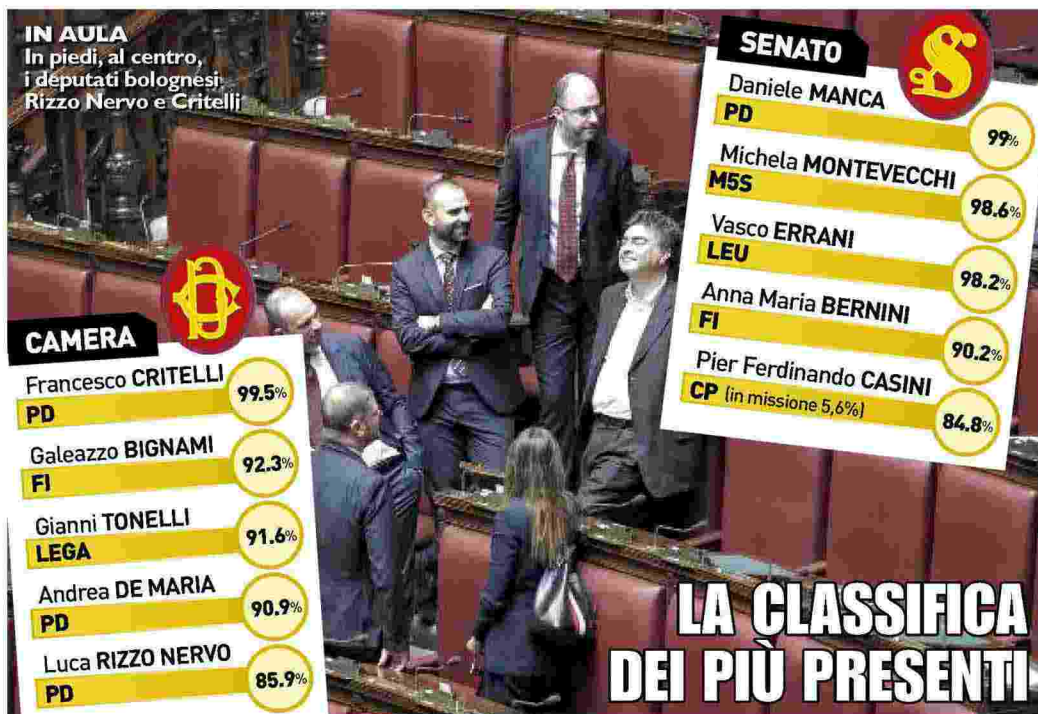 IN AULA
In piedi, al centro,
i deputati bolognesi
Rizzo Nervo e Critelli
CAMERA
Francesco CRITELLI
PD
99.5%
Galeazzo BIGNAMI
FI
92.3%
Gianni TONELLI
LEGA
91.6%
Andrea DE MARIA
PD
90.9%
Luca RIZZO NERVO
PD
85.9%
SENATO
Daniele MANCA
PD
99%
Michela MONTEVECCHI
M5S
98.6%
Vasco ERRANI
LEU
98.2%
Anna Maria BERNINI
FI
90.2%
Pier Ferdinando CASINI
CP (in missione 5,6%)
84.8%
LA CLASSIFICA
DEI PIÙ PRESENTI